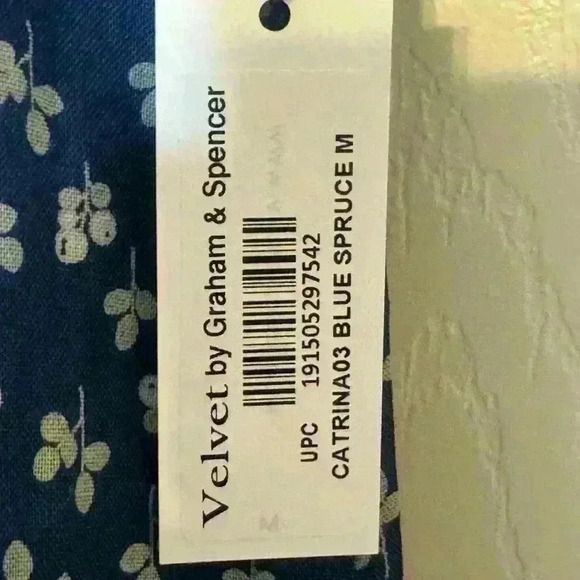 Velvet by Graham & Spencer
UPC 191505297542
CATRINA03 BLUE SPRUCE M
M